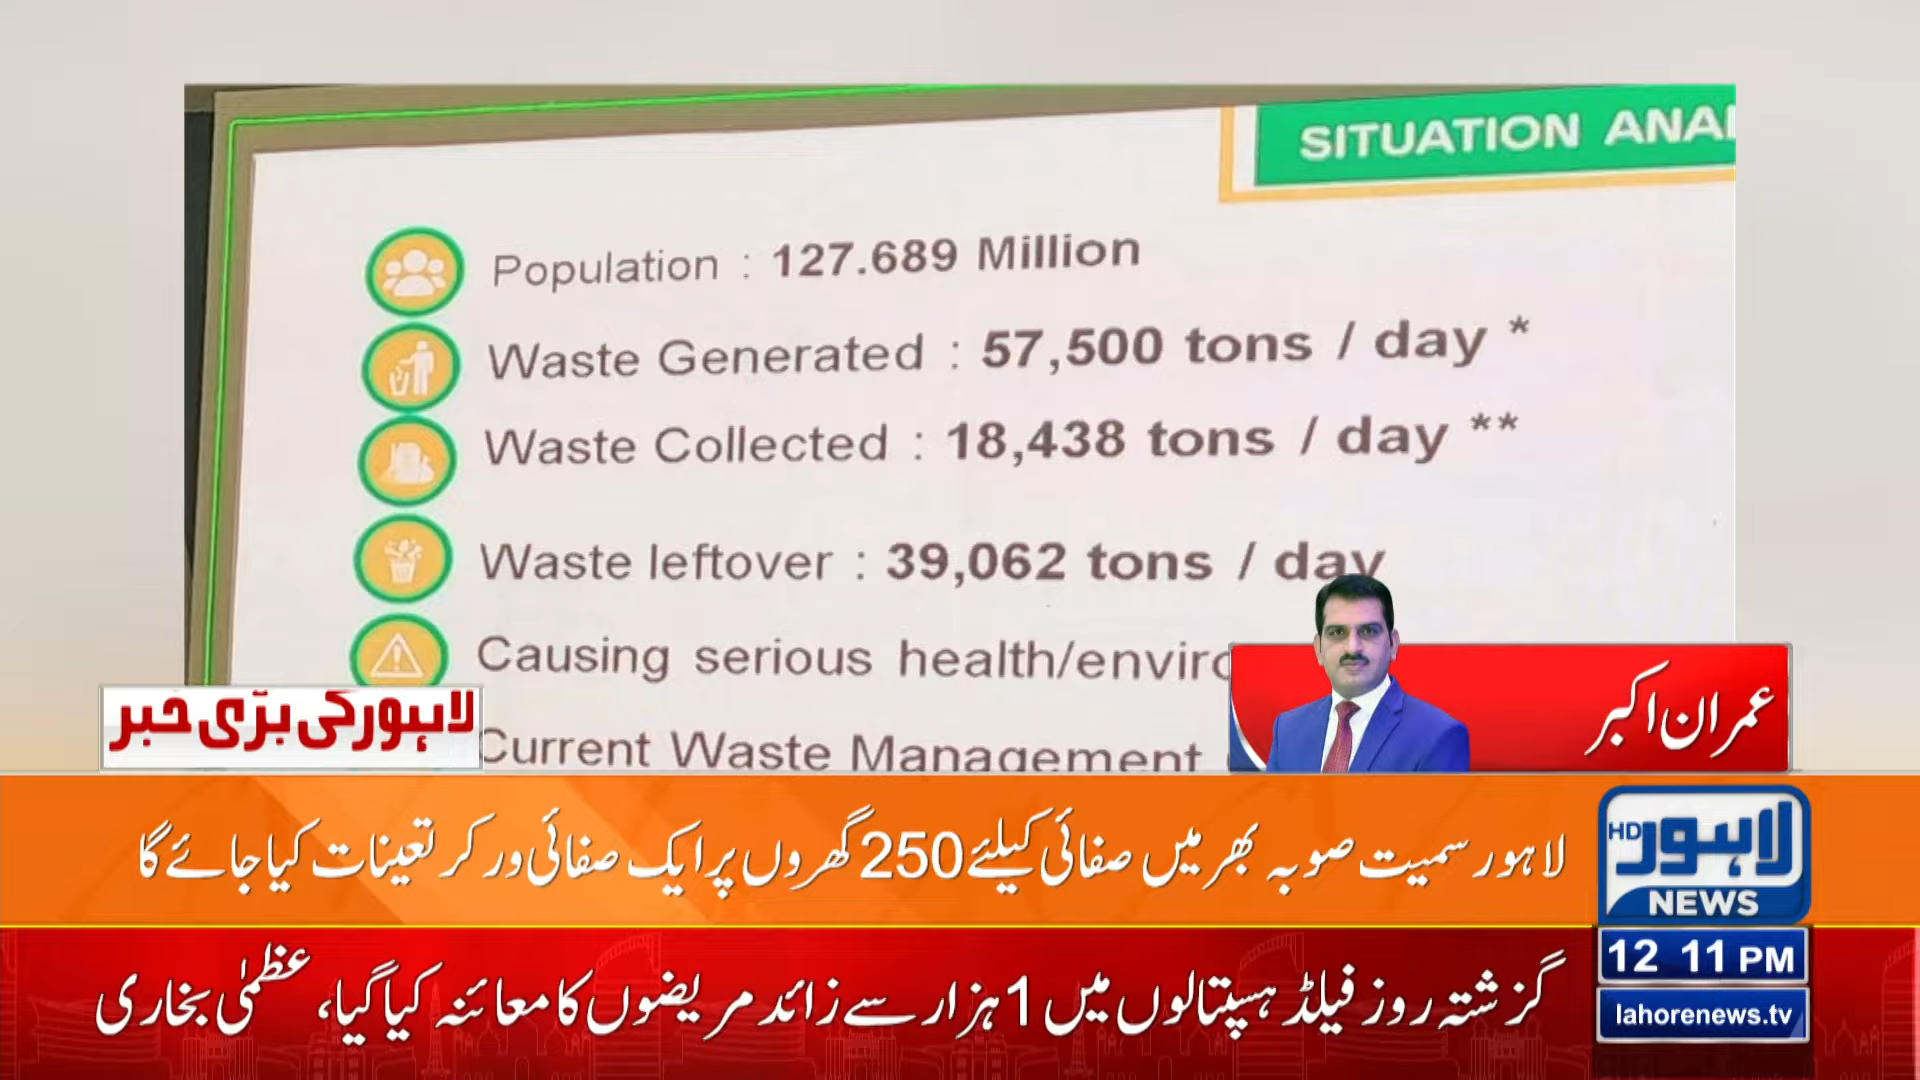 SITUATION ANAL
Population : 127.689 Million
Waste Generated : 57,500 tons / day *
Waste Collected : 18,438 tons / day **
Waste leftover : 39,062 tons / day
Causing serious health/enviro
Current Waste Management
عمران اکبر
لاہور کی بڑی خبر
لاہور سمیت صوبہ بھر میں صفائی کیلئے 250 گھروں پر ایک صفائی ورکر تعینات کیا جائے گا
لاہور HD
NEWS
12 11 PM
گزشتہ روز فیلڈ ہسپتالوں میں 1 ہزار سے زائد مریضوں کا معائنہ کیا گیا، عظمیٰ بخاری
lahorenews.tv